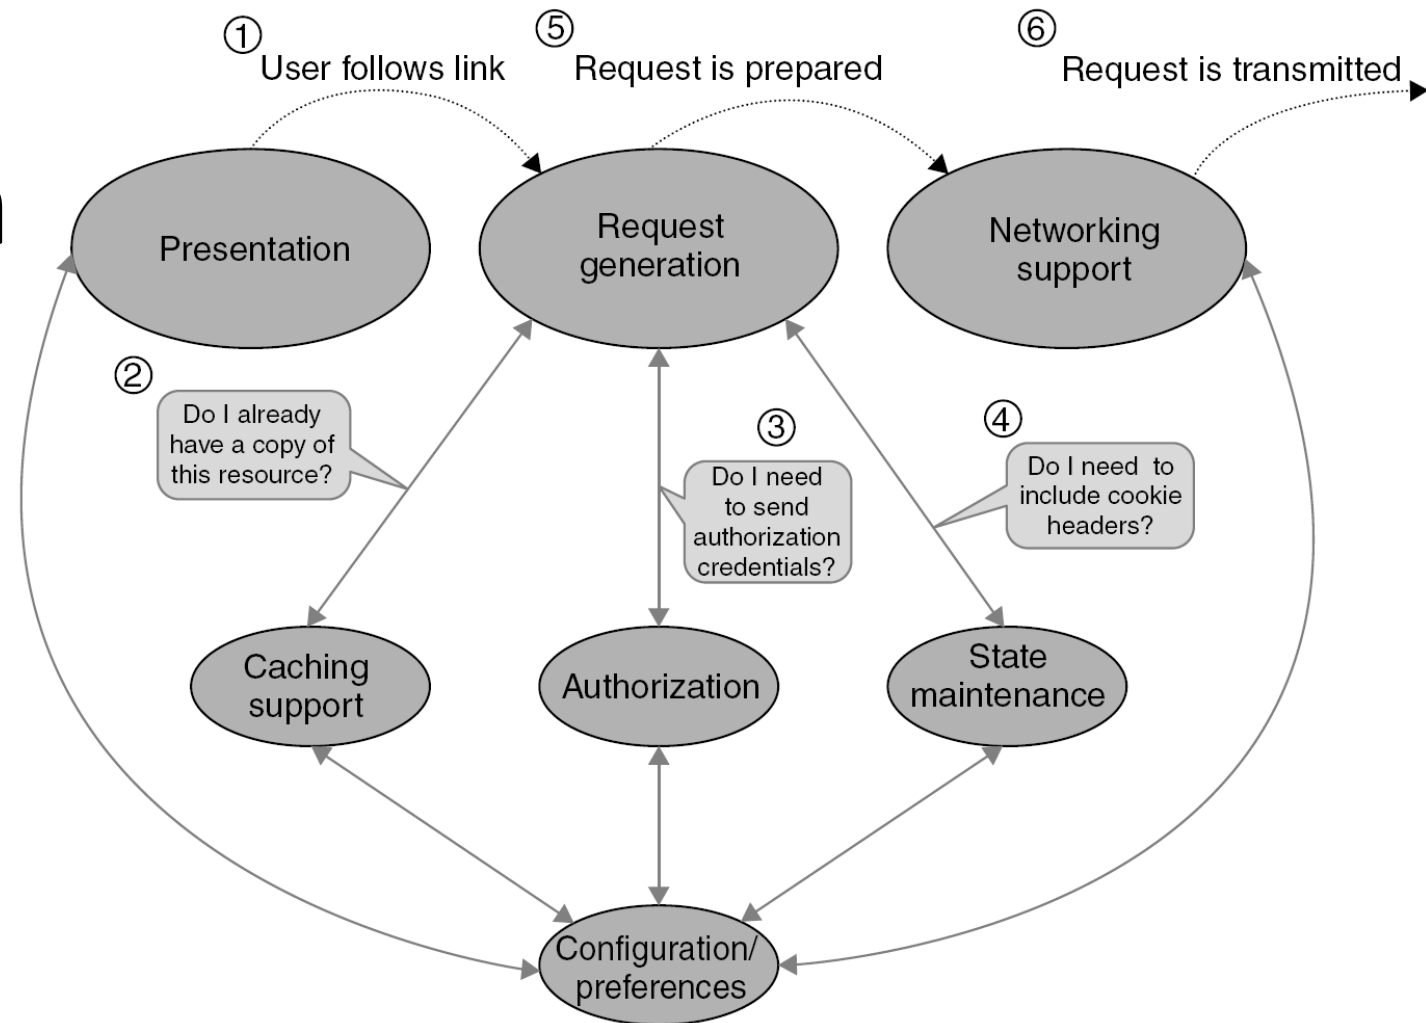 ①
User follows link
⑤
Request is prepared
⑥
Request is transmitted
Presentation
Request
generation
Networking
support
②
Do I already
have a copy of
this resource?
③
Do I need
to send
authorization
credentials?
④
Do I need to
include cookie
headers?
Caching
support
Authorization
State
maintenance
Configuration/
preferences